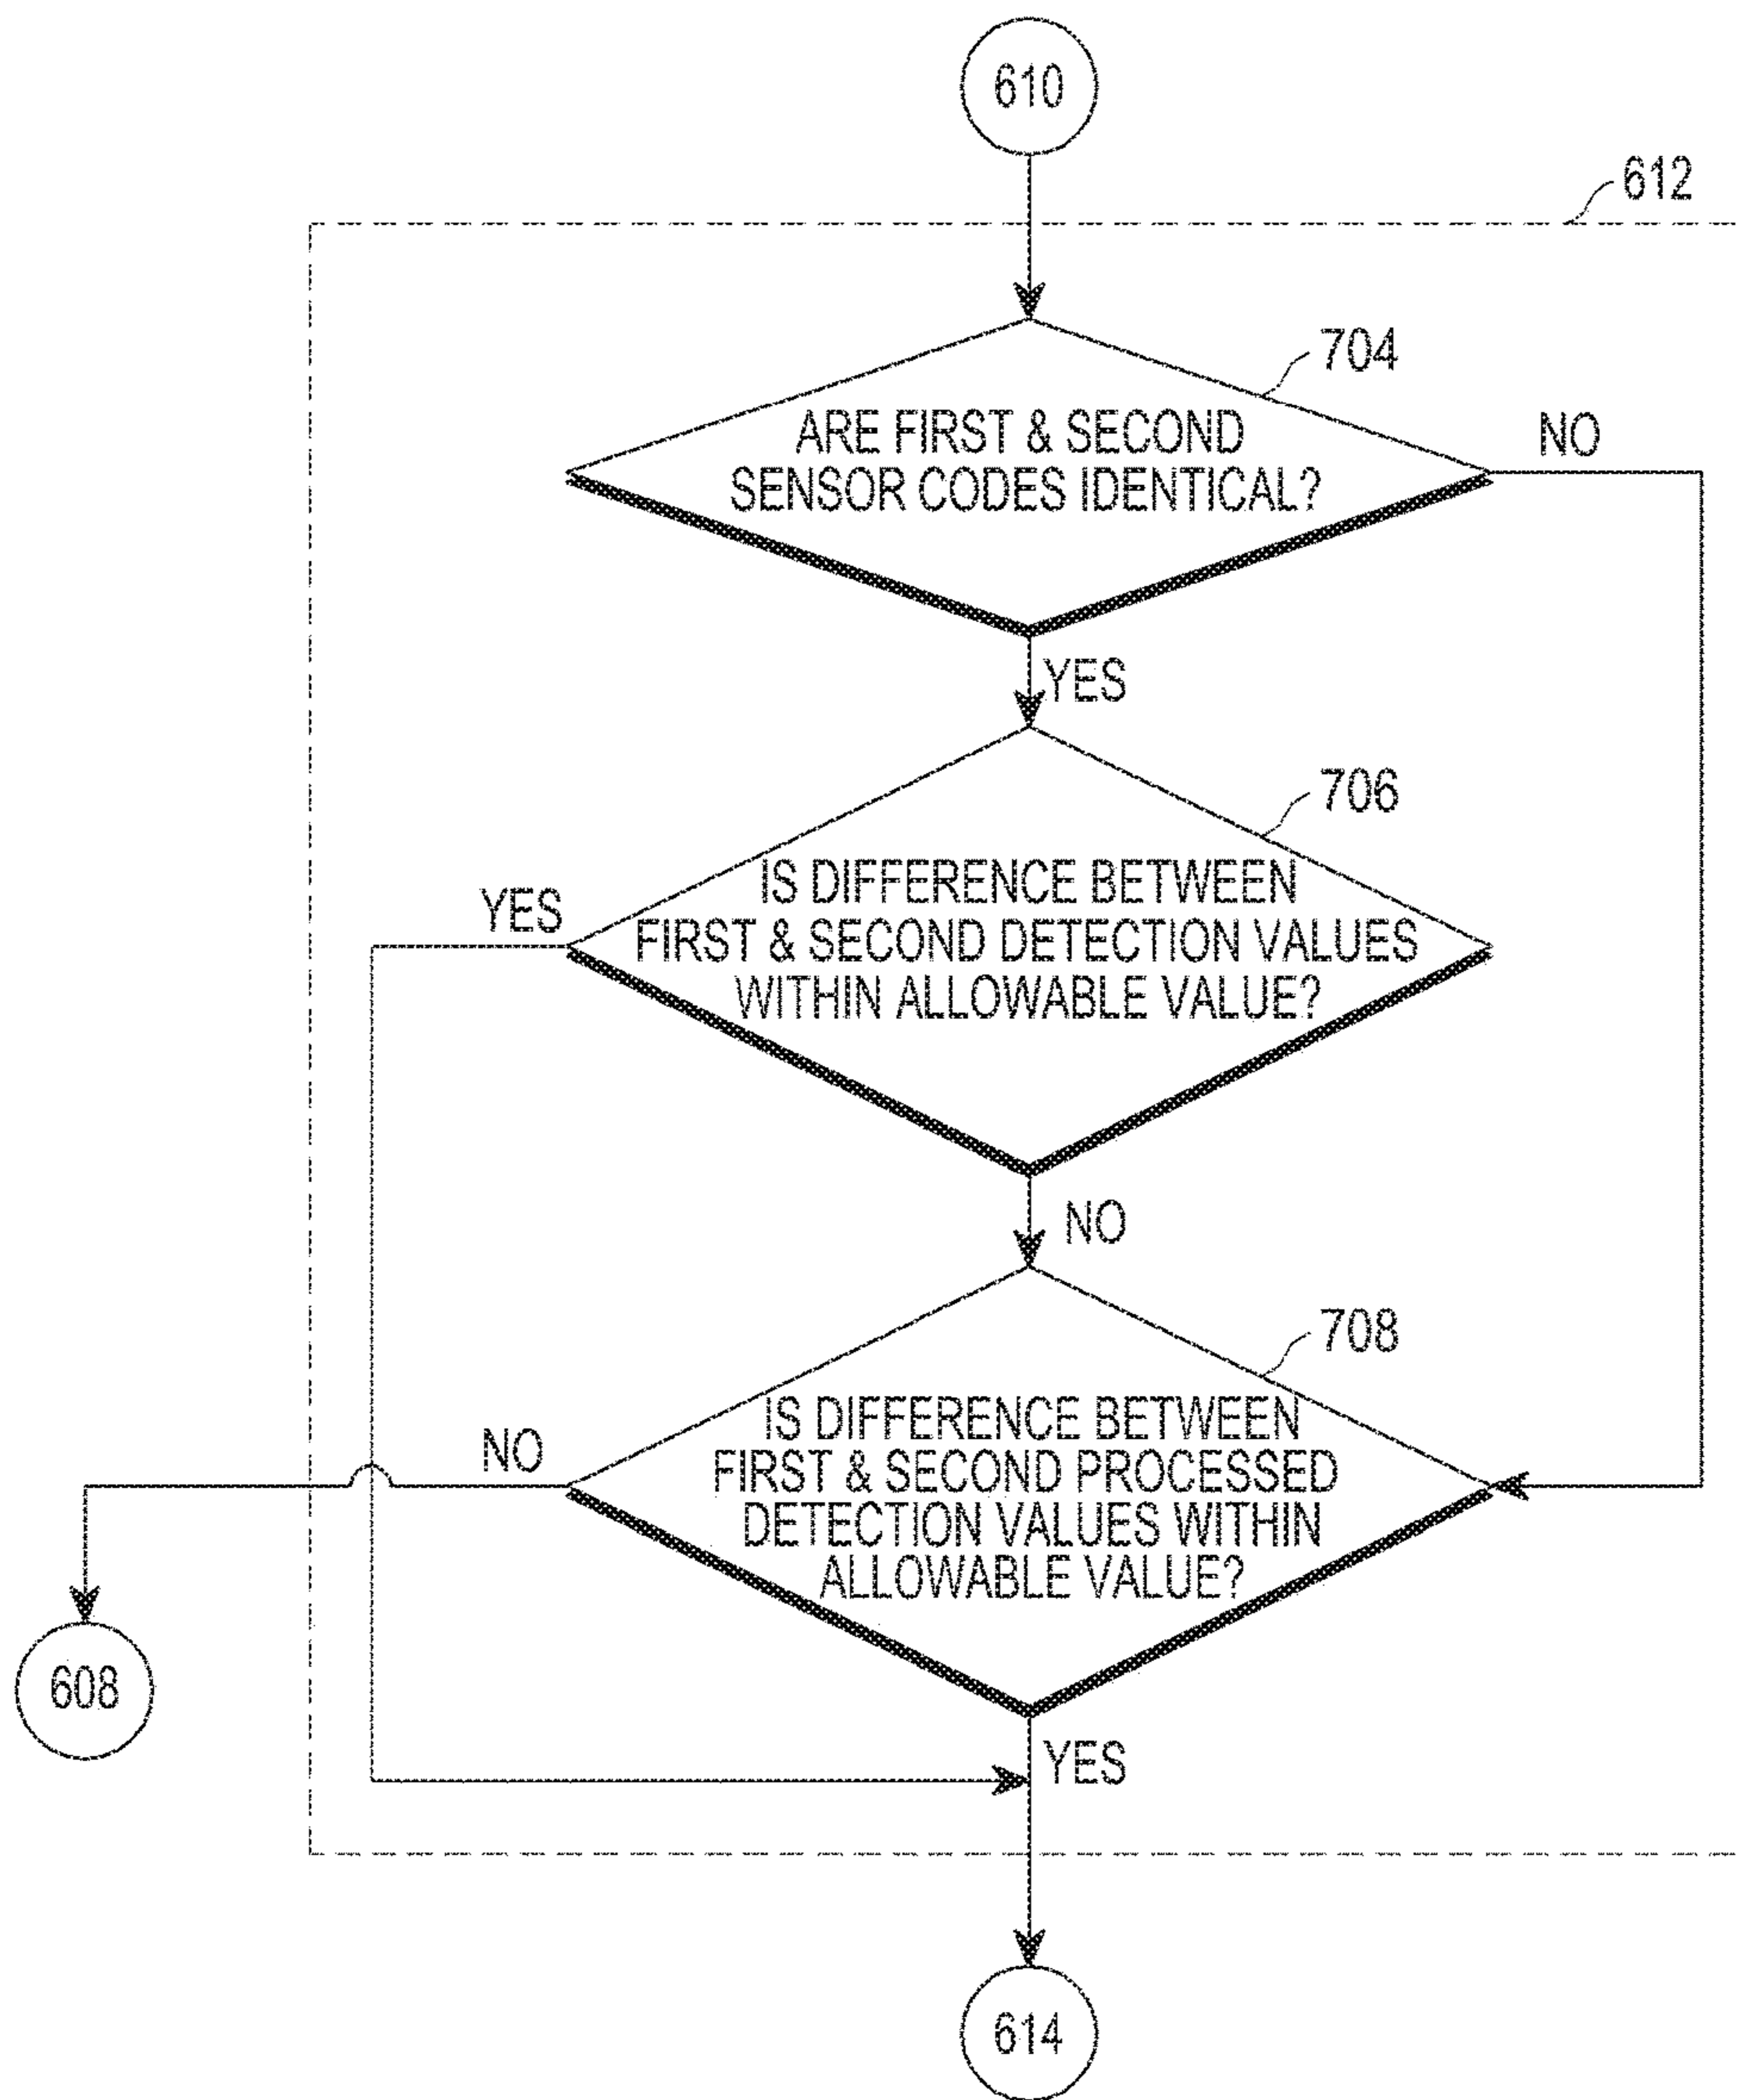 610
612
704
ARE FIRST & SECOND
SENSOR CODES IDENTICAL?
NO
YES
706
IS DIFFERENCE BETWEEN
FIRST & SECOND DETECTION VALUES
WITHIN ALLOWABLE VALUE?
YES
NO
708
IS DIFFERENCE BETWEEN
FIRST & SECOND PROCESSED
DETECTION VALUES WITHIN
ALLOWABLE VALUE?
NO
608
YES
614